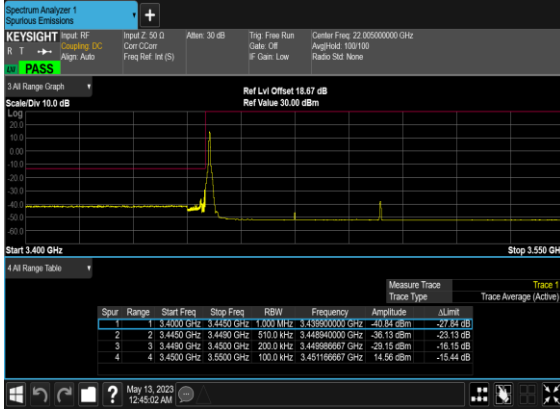 Spectrum Analyzer 1
Spurious Emissions
+
KEYSIGHT Input: RF Input Z: 50 Ω Atten: 30 dB Trig: Free Run Center Freq: 22.005000000 GHz
R T Coupling: DC Corr CCorr Gate: Off Avg|Hold: 100/100
Align: Auto Freq Ref: Int (S) IF Gain: Low Radio Std: None
PASS
3 All Range Graph
Ref Lvl Offset 18.67 dB
Scale/Div 10.0 dB Ref Value 30.00 dBm
Log
20.0
10.0
0.00
-10.0
-20.0
-30.0
-40.0
-50.0
-60.0
Start 3.400 GHz Stop 3.550 GH
4 All Range Table
Measure Trace Trace 1
Trace Type Trace Average (Active)
Spur Range Start Freq Stop Freq RBW Frequency Amplitude ΔLimit
1 1 3.4000 GHz 3.4450 GHz 1.000 MHz 3.439900000 GHz -40.84 dBm -27.84 dB
2 2 3.4450 GHz 3.4490 GHz 510.0 kHz 3.448940000 GHz -36.13 dBm -23.13 dB
3 3 3.4490 GHz 3.4500 GHz 200.0 kHz 3.449986667 GHz -29.15 dBm -16.15 dB
4 4 3.4500 GHz 3.5500 GHz 100.0 kHz 3.451166667 GHz 14.56 dBm -15.44 dB
? May 13, 2023
12:45:02 AM